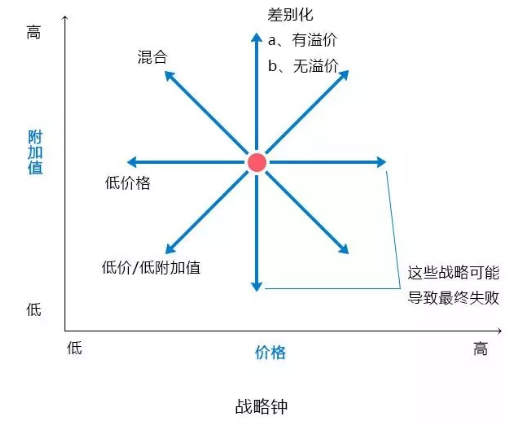 差别化
高
a、有溢价
混合
b、无溢价
附加值
低价格
低价/低附加值
这些战略可能
导致最终失败
低
低
价格
高
战略钟